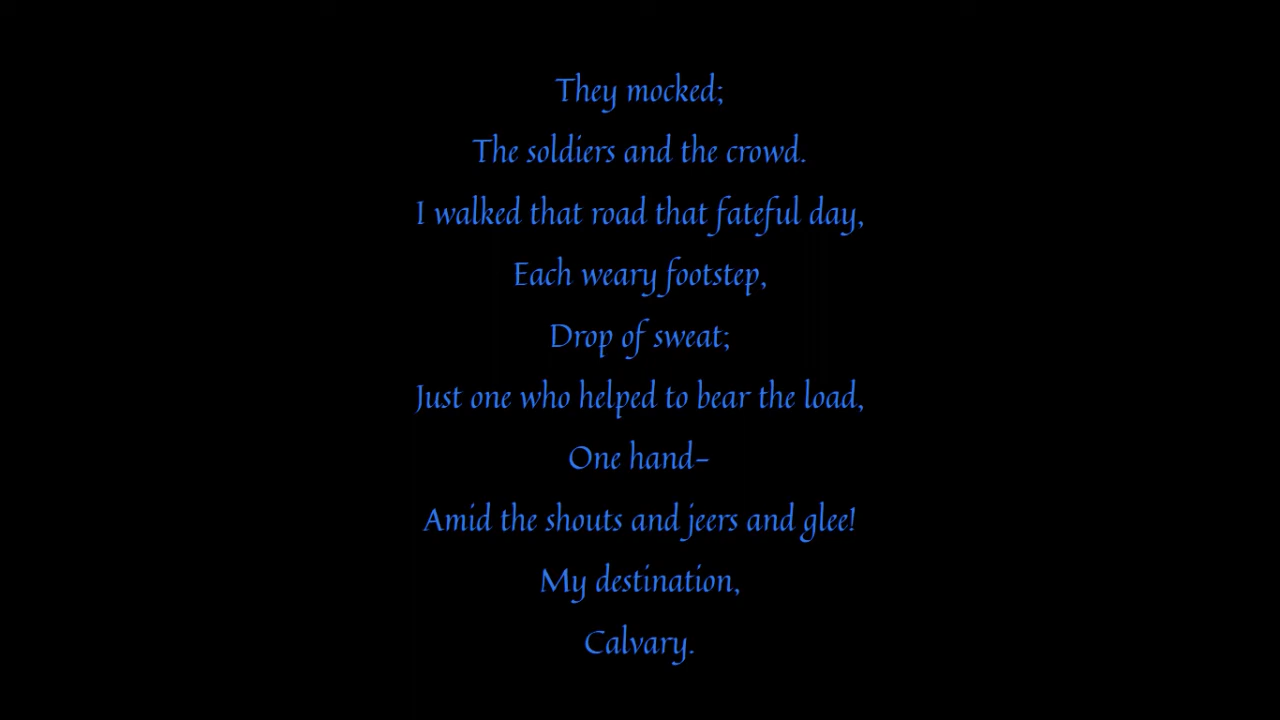 They mocked;
The soldiers and the crowd.
I walked that road that fateful day,
Each weary footstep,
Drop of sweat;
Just one who helped to bear the load,
One hand-
Amid the shouts and jeers and glee!
My destination,
Calvary.